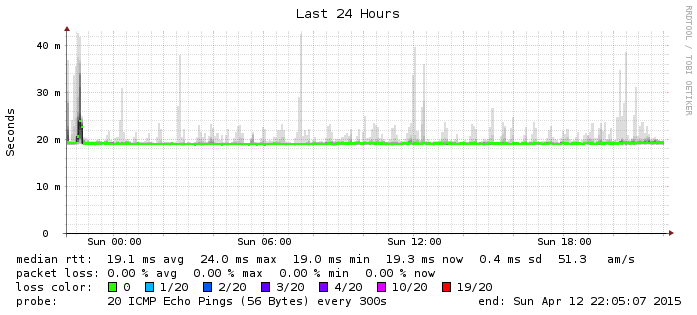 Last 24 Hours
RRDTOOL / TOBI OETIKER
Seconds
40 m
30 m
20 m
10 m
0
Sun 00:00 Sun 06:00 Sun 12:00 Sun 18:00
median rtt: 19.1 ms avg 24.0 ms max 19.0 ms min 19.3 ms now 0.4 ms sd 51.3 am/s
packet loss: 0.00 % avg 0.00 % max 0.00 % min 0.00 % now
loss color: 0 1/20 2/20 3/20 4/20 10/20 19/20
probe: 20 ICMP Echo Pings (56 Bytes) every 300s end: Sun Apr 12 22:05:07 2015